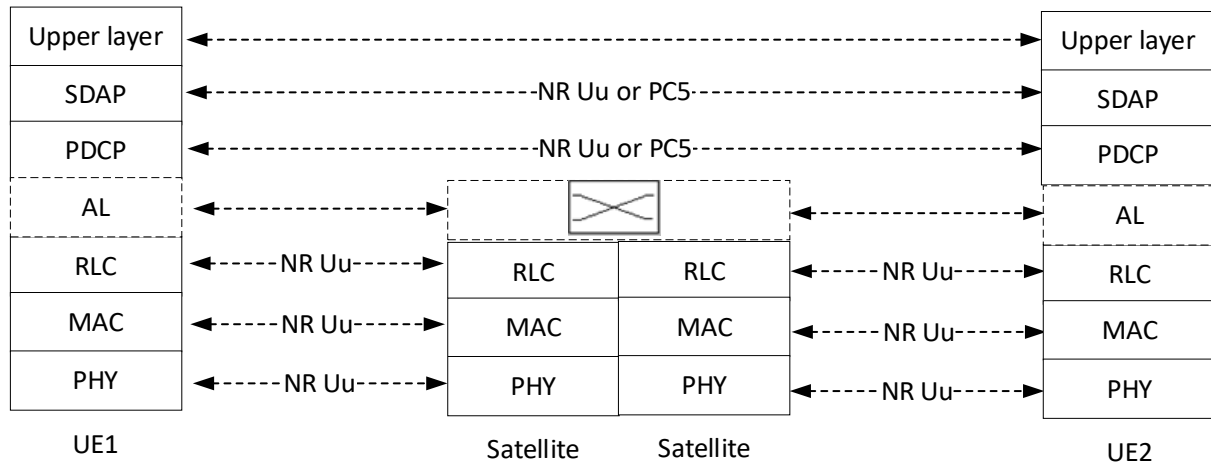 Upper layer
Upper layer
SDAP
NR Uu or PC5
SDAP
PDCP
NR Uu or PC5
PDCP
AL
AL
RLC
NR Uu
RLC
RLC
NR Uu
RLC
MAC
NR Uu
MAC
MAC
NR Uu
MAC
PHY
NR Uu
PHY
PHY
NR Uu
PHY
UE1
Satellite
Satellite
UE2